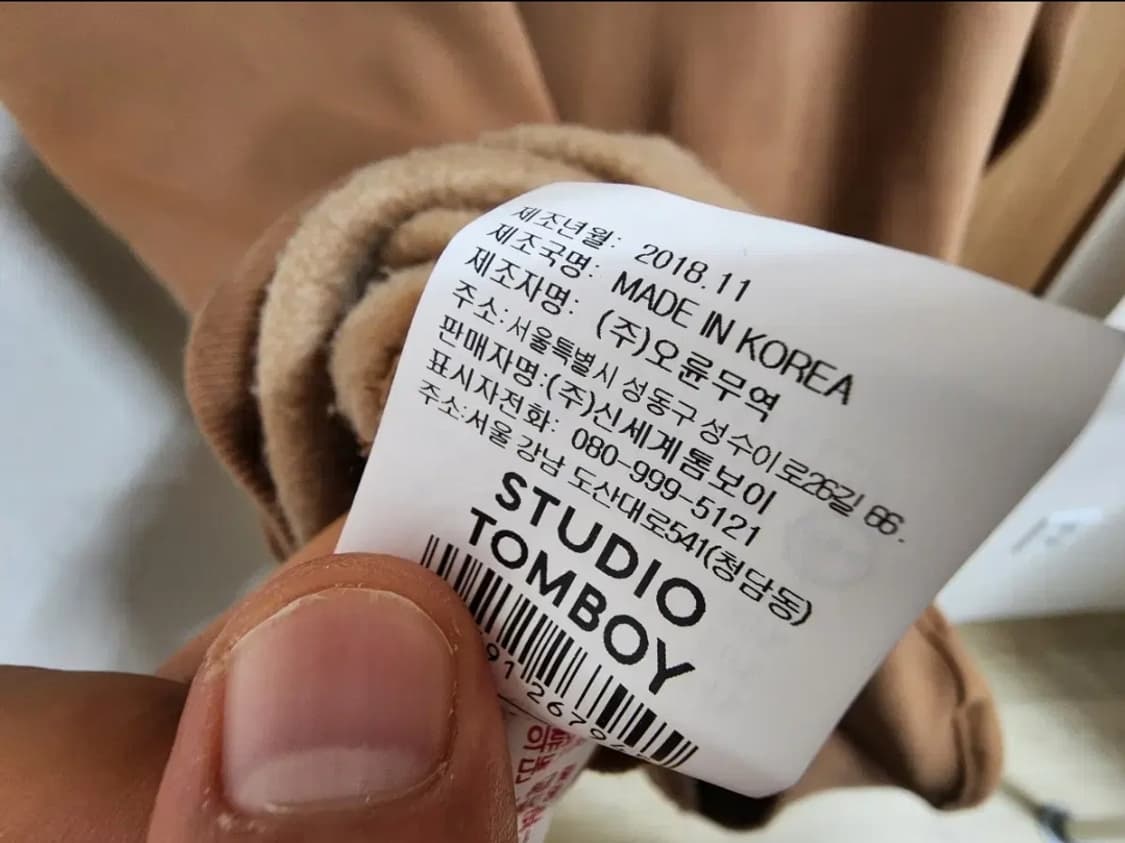 제조년월: 2018.11
제조국명: MADE IN KOREA
제조자명: (주)오륜무역
주소:서울특별시 성동구 성수이로26길 66.
판매자명:(주)신세계톰보이
표시자전화: 080-999-5121
주소:서울 강남 도산대로541(청담동)
STUDIO
TOMBOY
91 26794